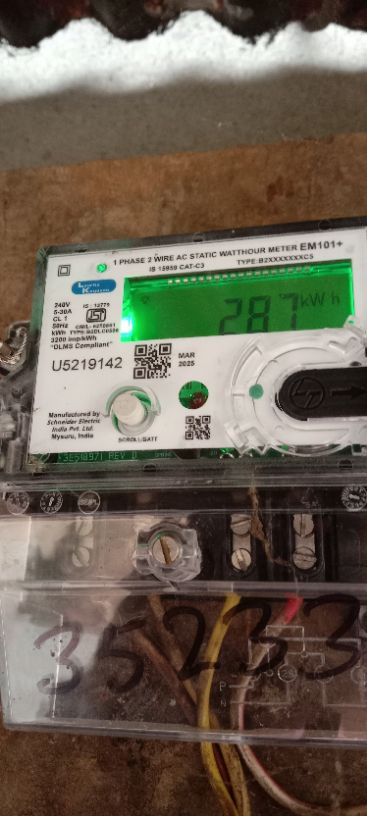 1 PHASE 2 WIRE AC STATIC WATTHOUR METER EM101+
IS 15959 CAT-C3 TYPE:B2XXXXXXXC5
240V
5-30A
CL 1
50Hz
kWh
3200 imp/kWh
"DLMS Compliant"
IS : 13779
287 kWh
U5219142
MAR
2025
Manufactured by
Schneider Electric
India Pvt. Ltd.
Mysuru, India
SCROLL/BATT
35233
P
N